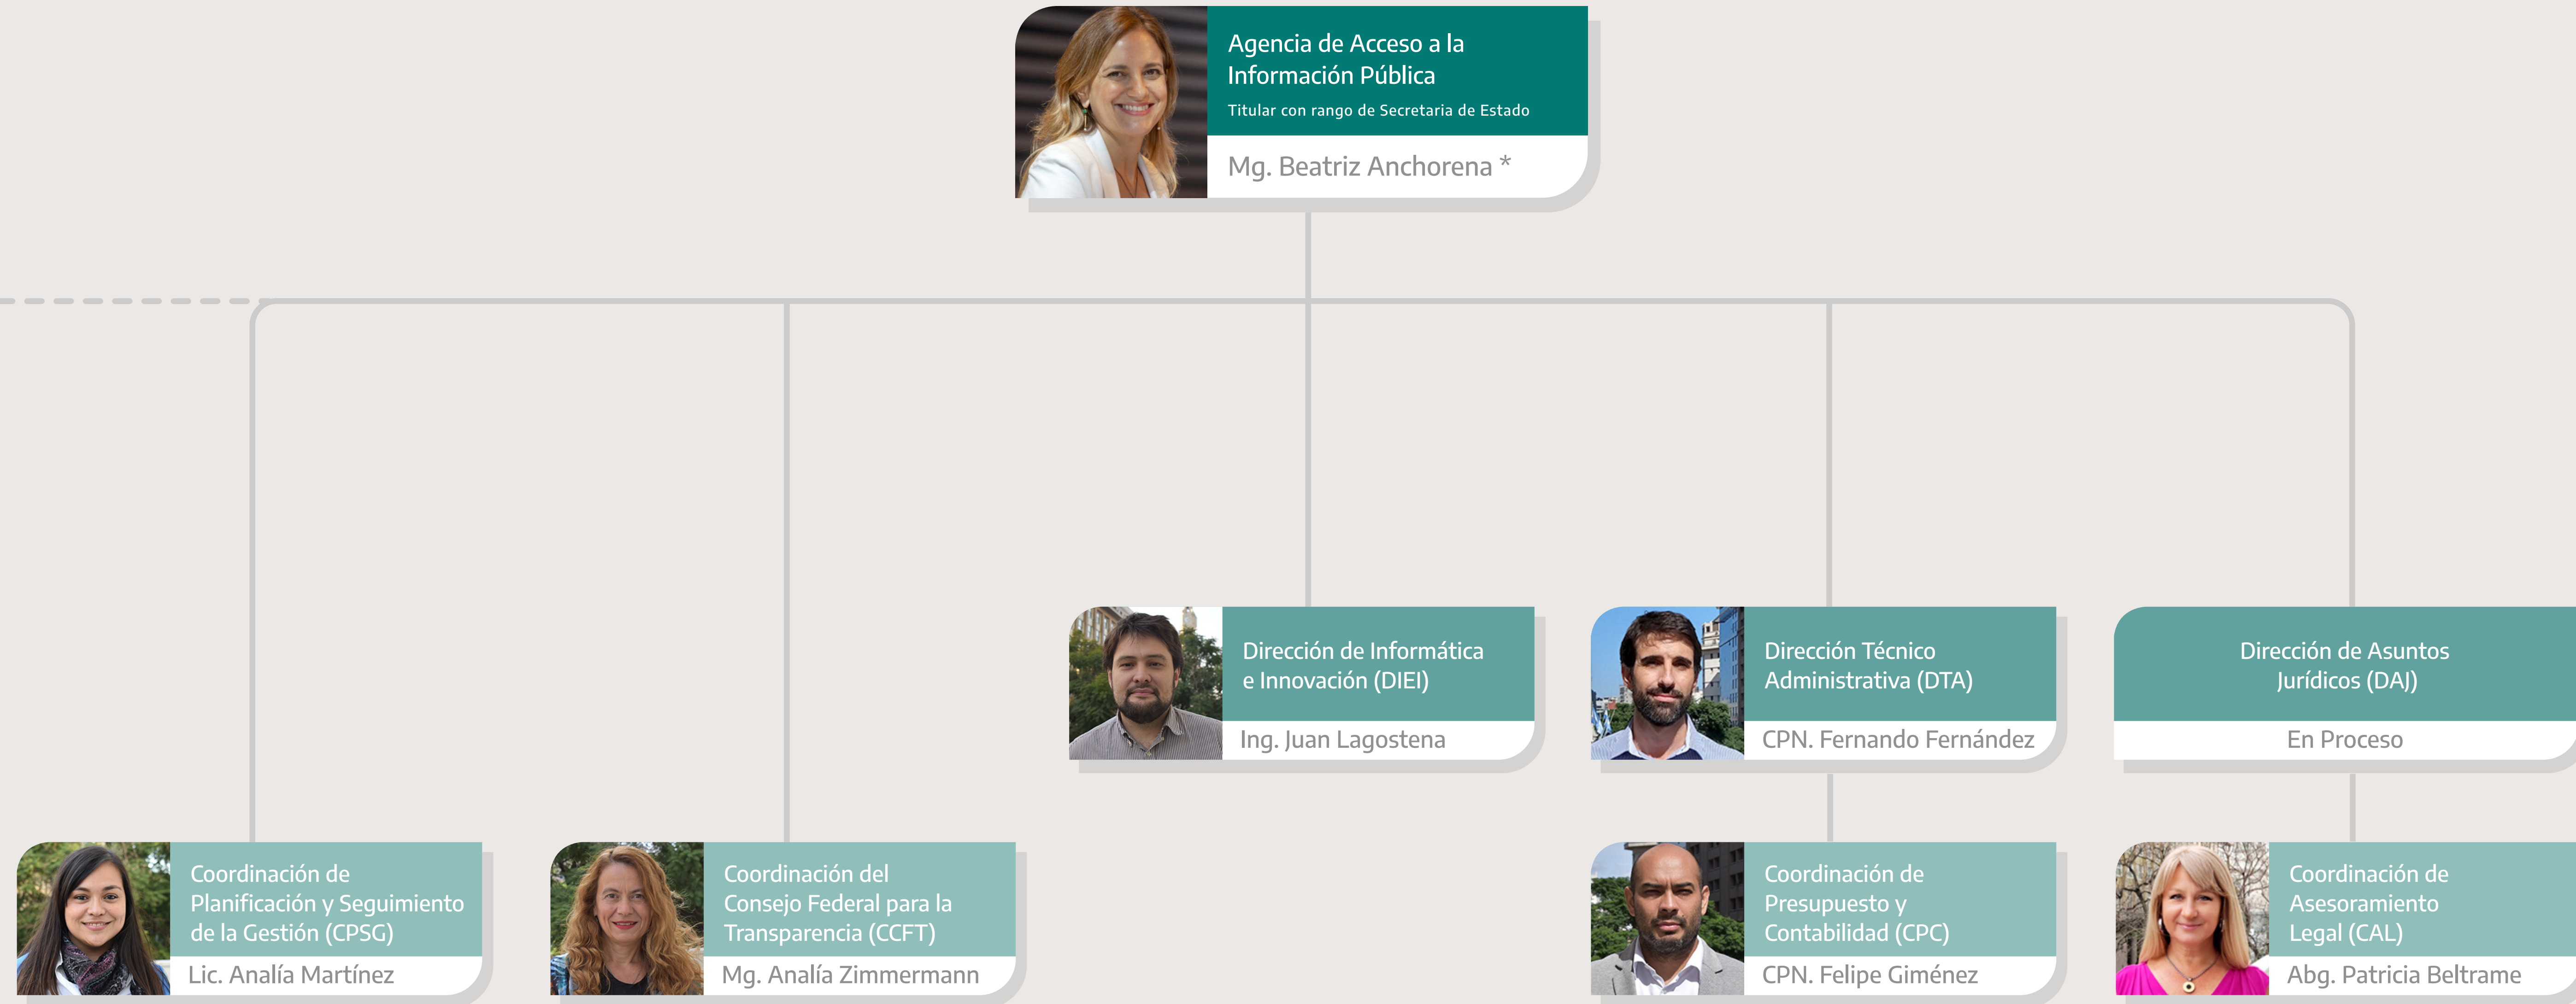 Agencia de Acceso a la
Información Pública
Titular con rango de Secretaria de Estado
Mg. Beatriz Anchorena *
Dirección de Informática
e Innovación (DIEI)
Ing. Juan Lagostena
Dirección Técnico
Administrativa (DTA)
CPN. Fernando Fernández
Dirección de Asuntos
Jurídicos (DAJ)
En Proceso
Coordinación de
Planificación y Seguimiento
de la Gestión (CPSG)
Lic. Analía Martínez
Coordinación del
Consejo Federal para la
Transparencia (CCFT)
Mg. Analía Zimmermann
Coordinación de
Presupuesto y
Contabilidad (CPC)
CPN. Felipe Giménez
Coordinación de
Asesoramiento
Legal (CAL)
Abg. Patricia Beltrame